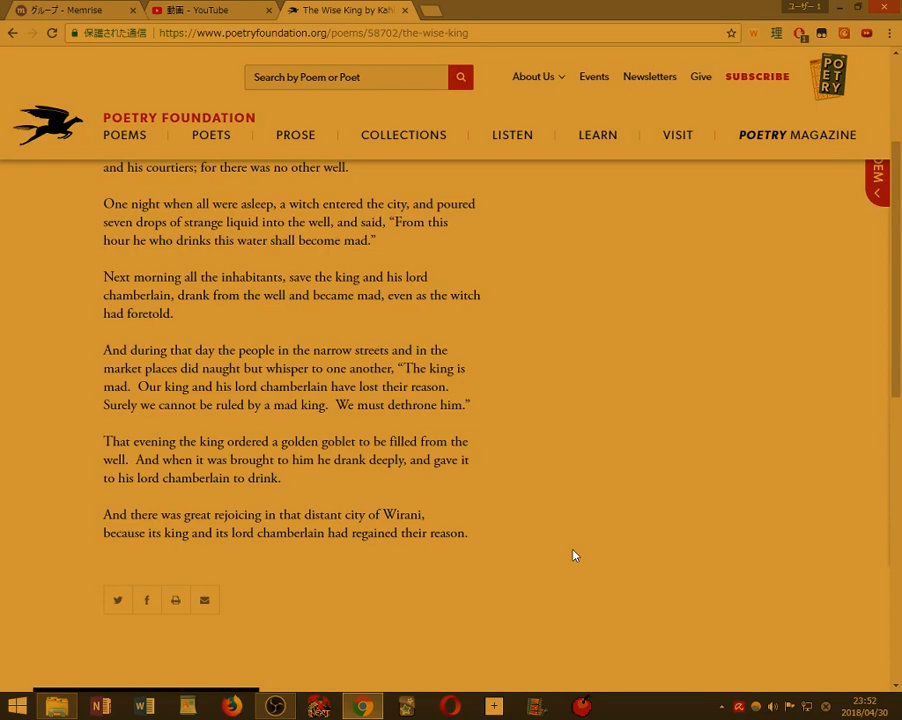 グループ - Memrise
動画 - YouTube
The Wise King by Kah
ユーザー 1
保護された通信
https://www.poetryfoundation.org/poems/58702/the-wise-king
Search by Poem or Poet
About Us
Events
Newsletters
Give
SUBSCRIBE
PO
ET
RY
POETRY FOUNDATION
POEMS
POETS
PROSE
COLLECTIONS
LISTEN
LEARN
VISIT
POETRY MAGAZINE
and his courtiers; for there was no other well.
One night when all were asleep, a witch entered the city, and poured
seven drops of strange liquid into the well, and said, “From this
hour he who drinks this water shall become mad.”
Next morning all the inhabitants, save the king and his lord
chamberlain, drank from the well and became mad, even as the witch
had foretold.
And during that day the people in the narrow streets and in the
market places did naught but whisper to one another, “The king is
mad.  Our king and his lord chamberlain have lost their reason.
Surely we cannot be ruled by a mad king.  We must dethrone him.”
That evening the king ordered a golden goblet to be filled from the
well.  And when it was brought to him he drank deeply, and gave it
to his lord chamberlain to drink.
And there was great rejoicing in that distant city of Wirani,
because its king and its lord chamberlain had regained their reason.
23:52
2018/04/30